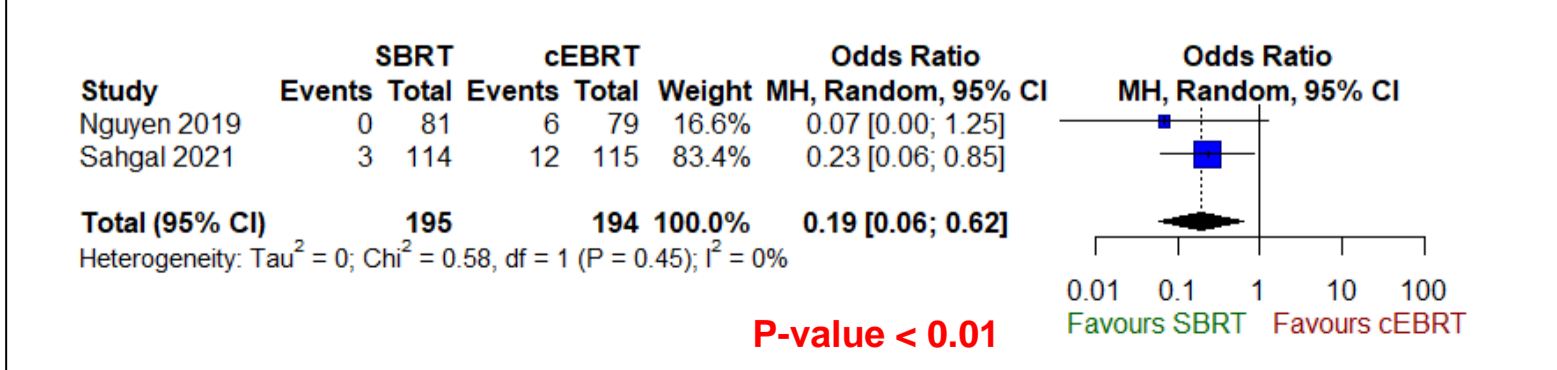 SBRT cEBRT Odds Ratio Odds Ratio
Study Events Total Events Total Weight MH, Random, 95% CI MH, Random, 95% CI
Nguyen 2019 0 81 6 79 16.6% 0.07 [0.00; 1.25]
Sahgal 2021 3 114 12 115 83.4% 0.23 [0.06; 0.85]
Total (95% CI) 195 194 100.0% 0.19 [0.06; 0.62]
Heterogeneity: Tau² = 0; Chi² = 0.58, df = 1 (P = 0.45); I² = 0%
0.01 0.1 1 10 100
Favours SBRT Favours cEBRT
P-value < 0.01